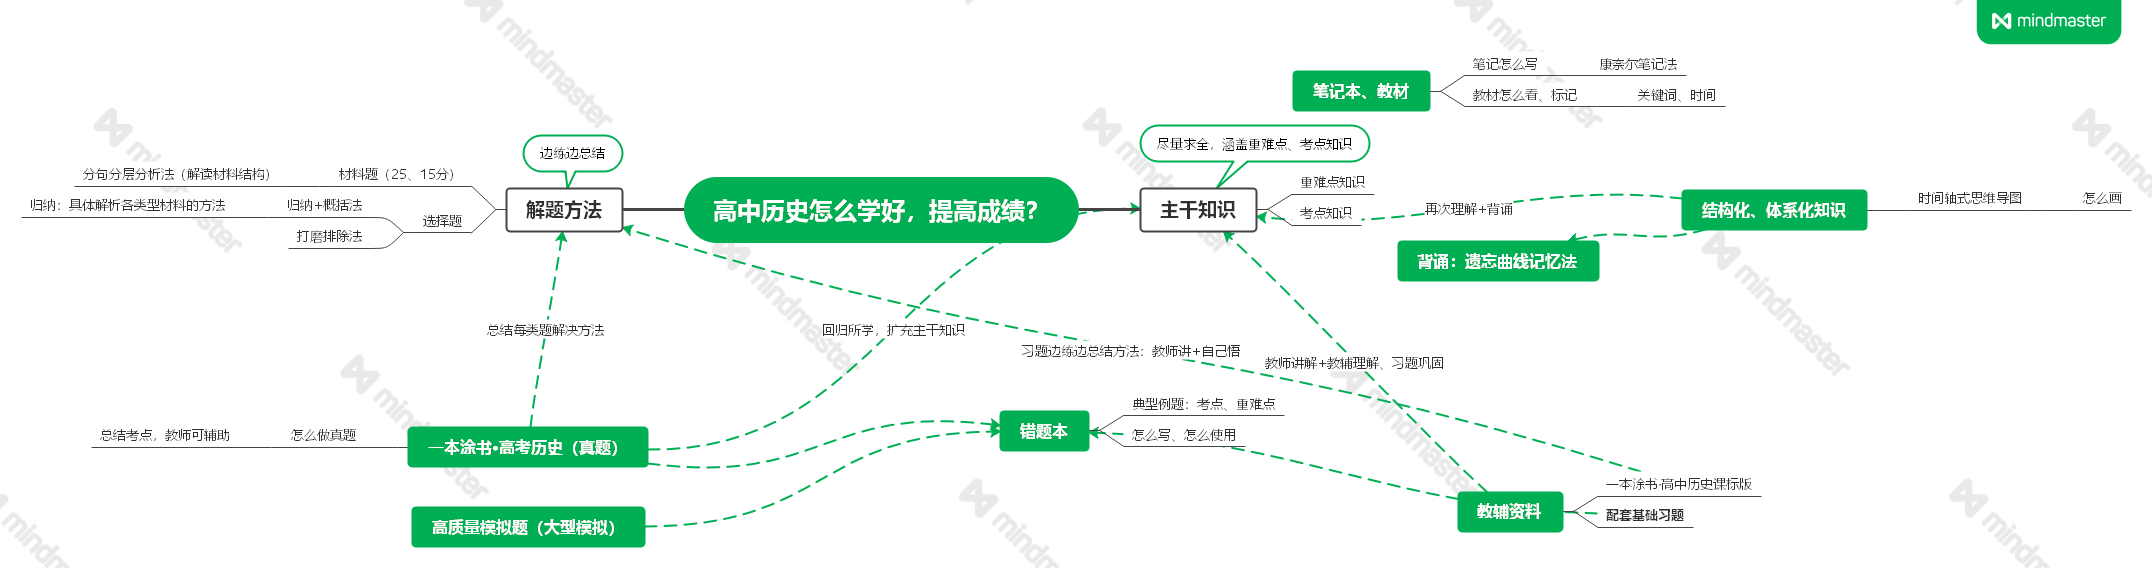 mindmaster
高中历史怎么学好，提高成绩？
解题方法
边练边总结
材料题（25、15分）
分句分层分析法（解读材料结构）
选择题
归纳+概括法
归纳：具体解析各类型材料的方法
打磨排除法
主干知识
尽量求全，涵盖重难点、考点知识
重难点知识
考点知识
笔记本、教材
笔记怎么写
康奈尔笔记法
教材怎么看、标记
关键词、时间
再次理解+背诵
结构化、体系化知识
时间轴式思维导图
怎么画
背诵：遗忘曲线记忆法
总结每类题解决方法
回归所学，扩充主干知识
习题边练边总结方法：教师讲+自己悟
教师讲解+教辅理解、习题巩固
一本涂书·高考历史（真题）
怎么做真题
总结考点，教师可辅助
高质量模拟题（大型模拟）
错题本
典型例题：考点、重难点
怎么写、怎么使用
教辅资料
一本涂书·高中历史课标版
配套基础习题